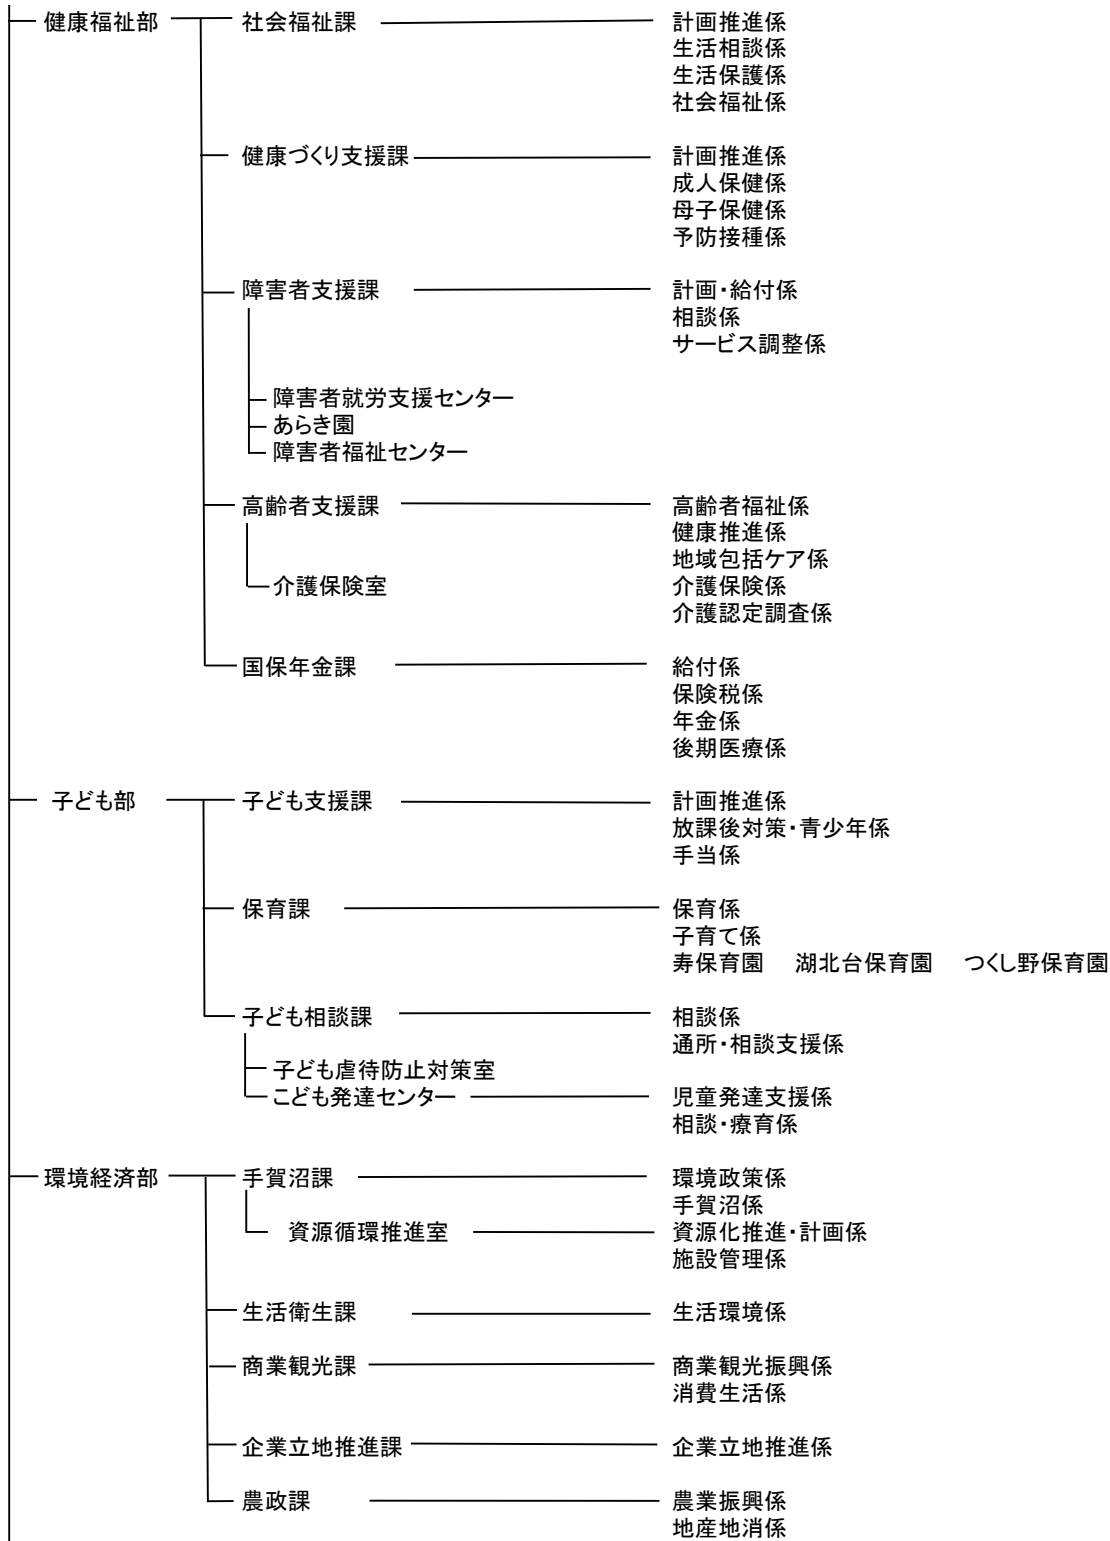 健康福祉部 社会福祉課 計画推進係
生活相談係
生活保護係
社会福祉係
健康づくり支援課 計画推進係
成人保健係
母子保健係
予防接種係
障害者支援課 計画・給付係
相談係
サービス調整係
障害者就労支援センター
あらき園
障害者福祉センター
高齢者支援課 高齢者福祉係
健康推進係
地域包括ケア係
介護保険室 介護保険係
介護認定調査係
国保年金課 給付係
保険税係
年金係
後期医療係
子ども部 子ども支援課 計画推進係
放課後対策・青少年係
手当係
保育課 保育係
子育て係
寿保育園 湖北台保育園 つくし野保育園
子ども相談課 相談係
通所・相談支援係
子ども虐待防止対策室
こども発達センター 児童発達支援係
相談・療育係
環境経済部 手賀沼課 環境政策係
手賀沼係
資源循環推進室 資源化推進・計画係
施設管理係
生活衛生課 生活環境係
商業観光課 商業観光振興係
消費生活係
企業立地推進課 企業立地推進係
農政課 農業振興係
地産地消係